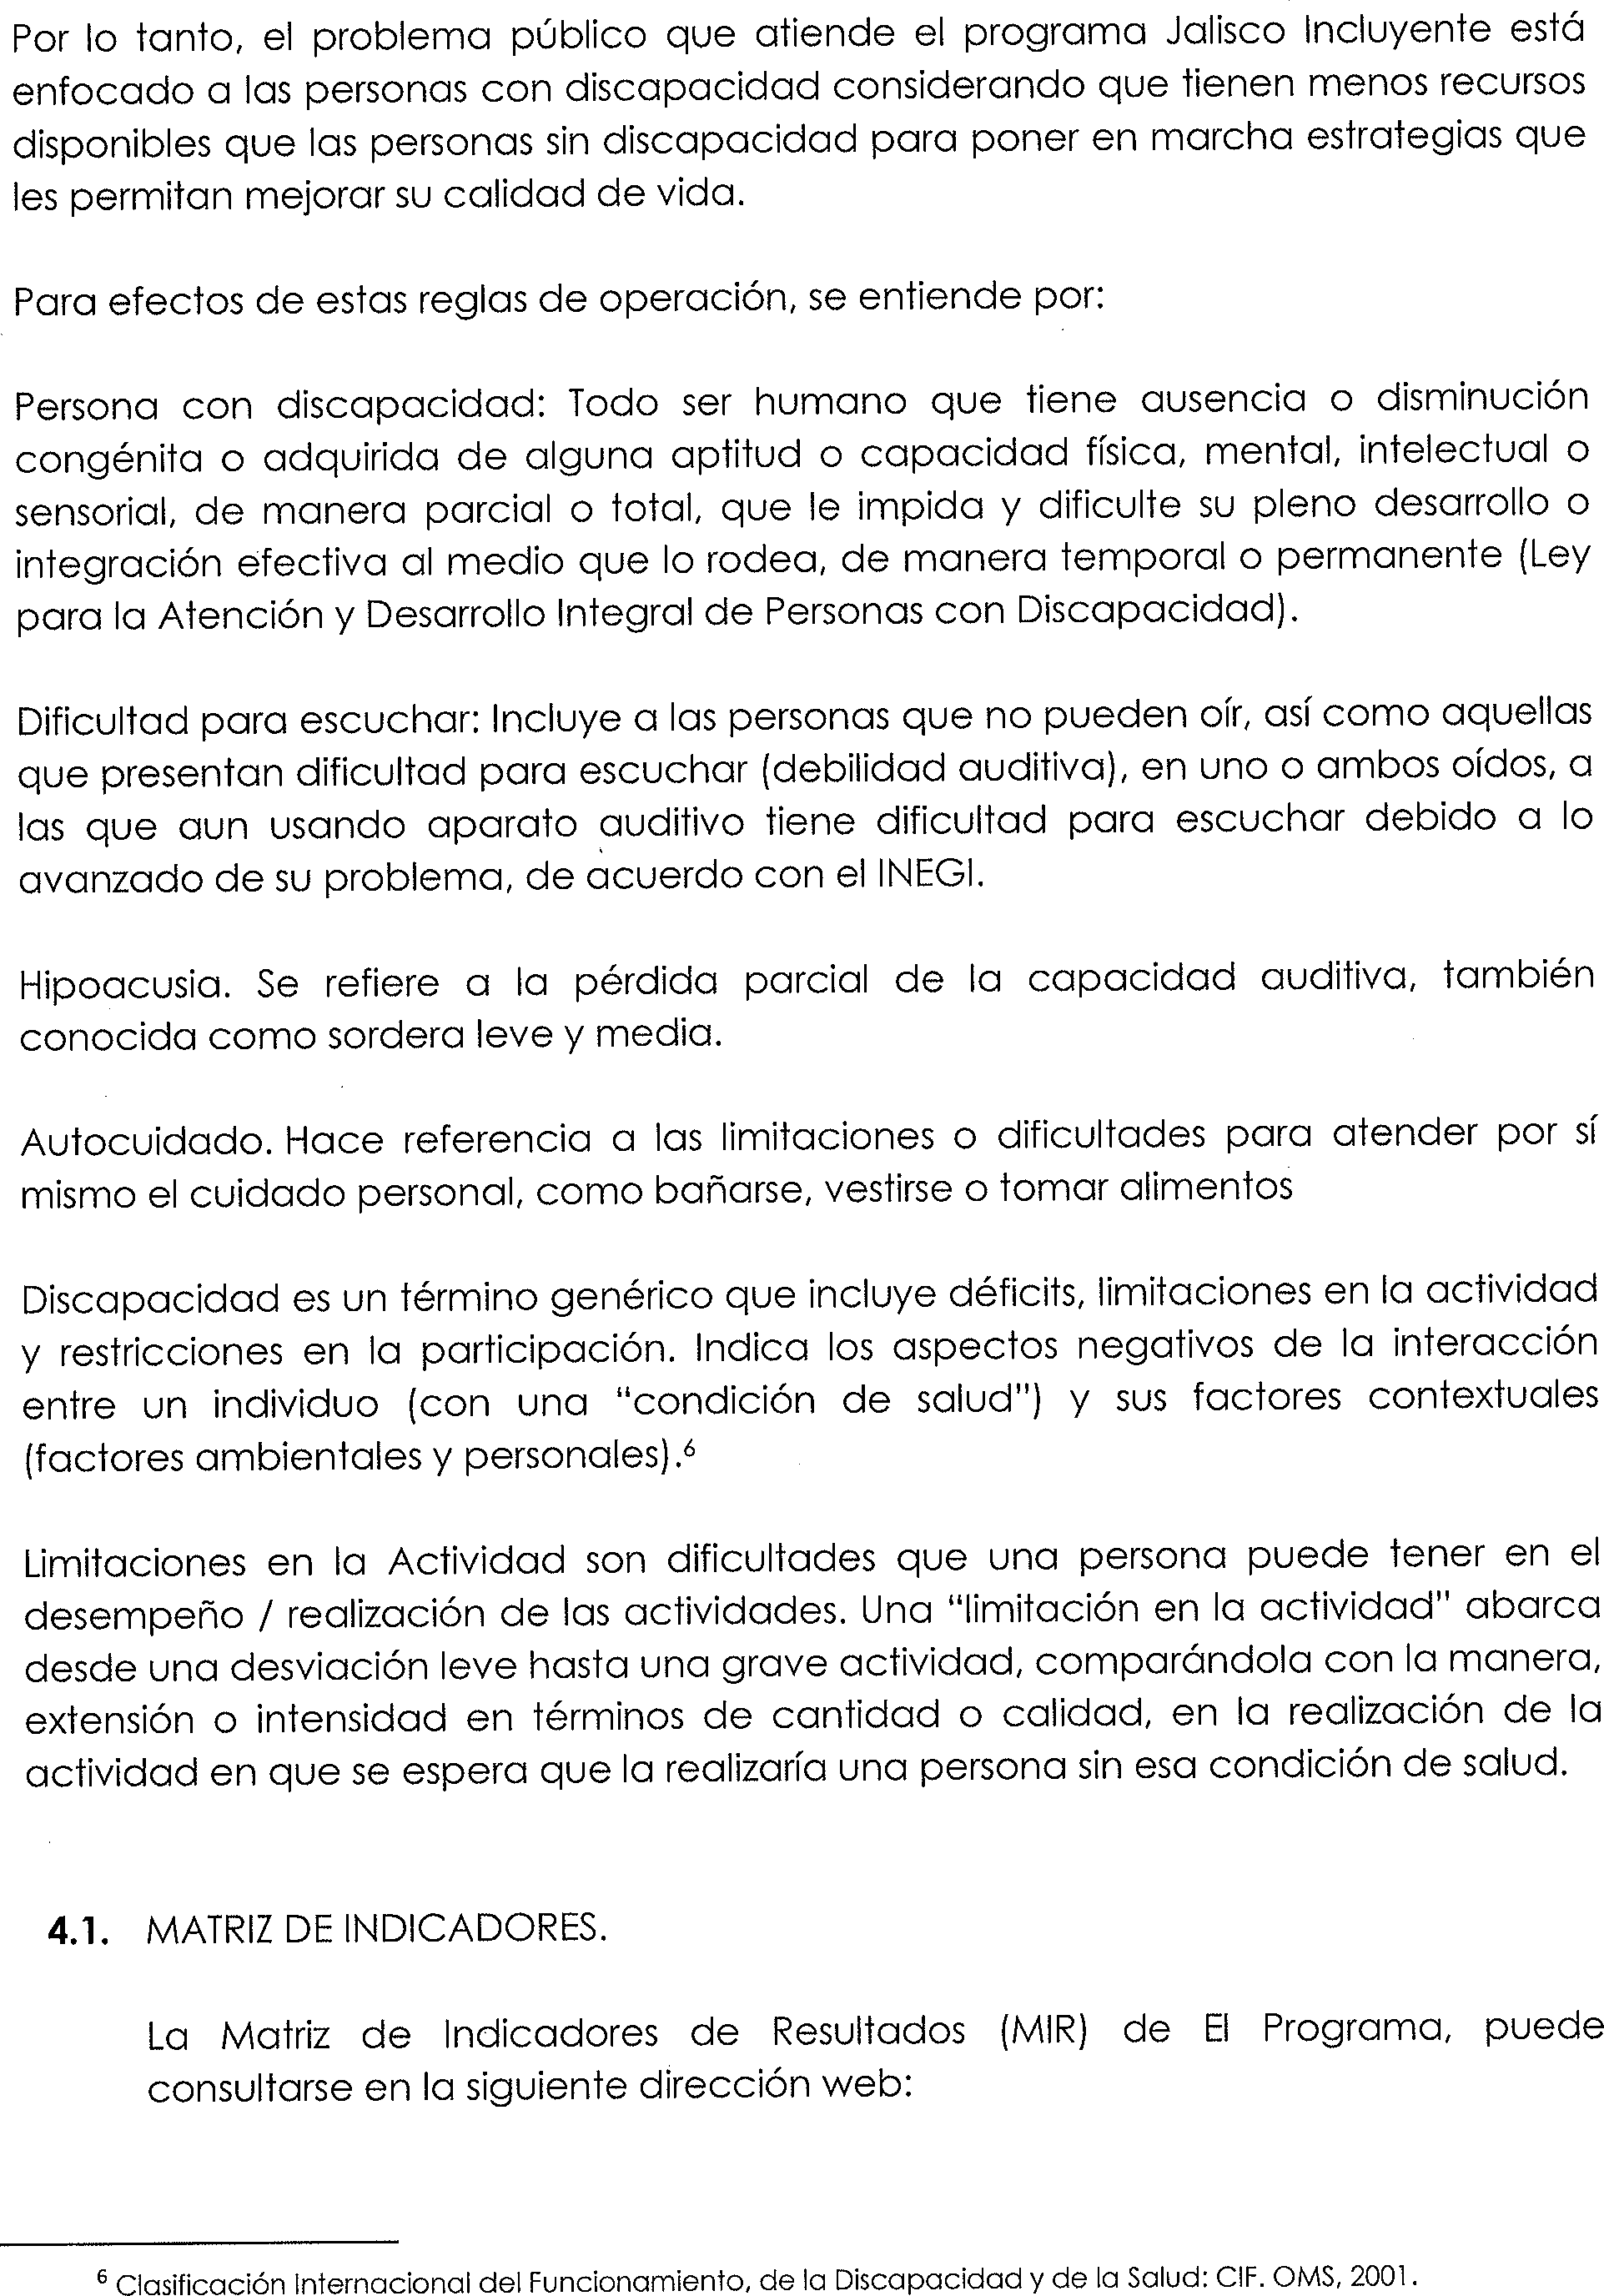 Por lo tanto, el problema público que atiende el programa Jalisco Incluyente está
enfocado a las personas con discapacidad considerando que tienen menos recursos
disponibles que las personas sin discapacidad para poner en marcha estrategias que
les permitan mejorar su calidad de vida.
Para efectos de estas reglas de operación, se entiende por:
Persona con discapacidad: Todo ser humano que tiene ausencia o disminución
congénita o adquirida de alguna aptitud o capacidad física, mental, intelectual o
sensorial, de manera parcial o total, que le impida y dificulte su pleno desarrollo o
integración efectiva al medio que lo rodea, de manera temporal o permanente (Ley
para la Atención y Desarrollo Integral de Personas con Discapacidad).
Dificultad para escuchar: Incluye a las personas que no pueden oír, así como aquellas
que presentan dificultad para escuchar (debilidad auditiva), en uno o ambos oídos, a
las que aun usando aparato auditivo tiene dificultad para escuchar debido a lo
avanzado de su problema, de acuerdo con el INEGI.
Hipoacusia. Se refiere a la pérdida parcial de la capacidad auditiva, también
conocida como sordera leve y media.
Autocuidado. Hace referencia a las limitaciones o dificultades para atender por sí
mismo el cuidado personal, como bañarse, vestirse o tomar alimentos
Discapacidad es un término genérico que incluye déficits, limitaciones en la actividad
y restricciones en la participación. Indica los aspectos negativos de la interacción
entre un individuo (con una "condición de salud") y sus factores contextuales
(factores ambientales y personales).⁶
Limitaciones en la Actividad son dificultades que una persona puede tener en el
desempeño / realización de las actividades. Una "limitación en la actividad" abarca
desde una desviación leve hasta una grave actividad, comparándola con la manera,
extensión o intensidad en términos de cantidad o calidad, en la realización de la
actividad en que se espera que la realizaría una persona sin esa condición de salud.
4.1. MATRIZ DE INDICADORES.
La Matriz de Indicadores de Resultados (MIR) de El Programa, puede
consultarse en la siguiente dirección web:
⁶ Clasificación Internacional del Funcionamiento, de la Discapacidad y de la Salud: CIF. OMS, 2001.